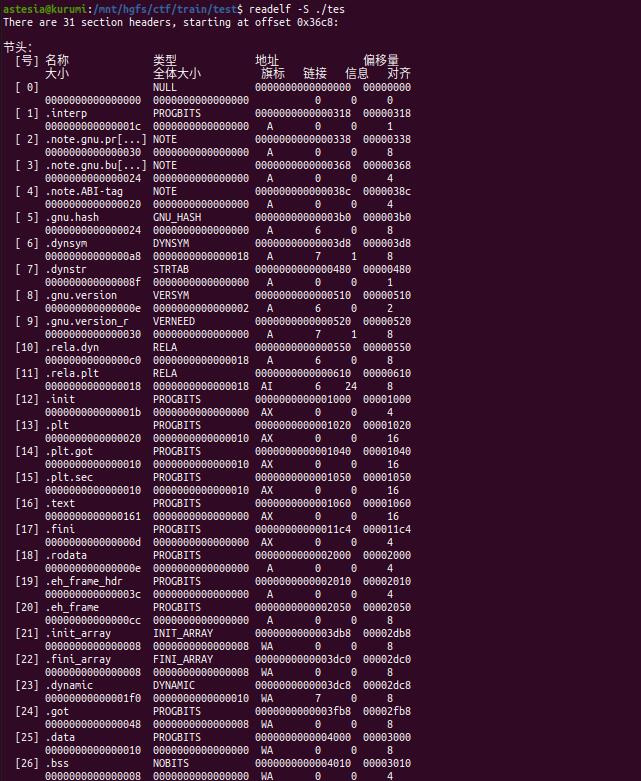 astesia@kurumi:/mnt/hgfs/ctf/train/test$ readelf -S ./tes
There are 31 section headers, starting at offset 0x36c8:
节头:
[号] 名称 类型 地址 偏移量
大小 全体大小 旗标 链接 信息 对齐
[ 0] NULL 0000000000000000 00000000
0000000000000000 0000000000000000 0 0 0
[ 1] .interp PROGBITS 0000000000000318 00000318
000000000000001c 0000000000000000 A 0 0 1
[ 2] .note.gnu.pr[...] NOTE 0000000000000338 00000338
0000000000000030 0000000000000000 A 0 0 8
[ 3] .note.gnu.bu[...] NOTE 0000000000000368 00000368
0000000000000024 0000000000000000 A 0 0 4
[ 4] .note.ABI-tag NOTE 000000000000038c 0000038c
0000000000000020 0000000000000000 A 0 0 4
[ 5] .gnu.hash GNU_HASH 00000000000003b0 000003b0
0000000000000024 0000000000000000 A 6 0 8
[ 6] .dynsym DYNSYM 00000000000003d8 000003d8
00000000000000a8 0000000000000018 A 7 1 8
[ 7] .dynstr STRTAB 0000000000000480 00000480
000000000000008f 0000000000000000 A 0 0 1
[ 8] .gnu.version VERSYM 0000000000000510 00000510
000000000000000e 0000000000000002 A 6 0 2
[ 9] .gnu.version_r VERNEED 0000000000000520 00000520
0000000000000030 0000000000000000 A 7 1 8
[10] .rela.dyn RELA 0000000000000550 00000550
00000000000000c0 0000000000000018 A 6 0 8
[11] .rela.plt RELA 0000000000000610 00000610
0000000000000018 0000000000000018 AI 6 24 8
[12] .init PROGBITS 0000000000001000 00001000
000000000000001b 0000000000000000 AX 0 0 4
[13] .plt PROGBITS 0000000000001020 00001020
0000000000000020 0000000000000010 AX 0 0 16
[14] .plt.got PROGBITS 0000000000001040 00001040
0000000000000010 0000000000000010 AX 0 0 16
[15] .plt.sec PROGBITS 0000000000001050 00001050
0000000000000010 0000000000000010 AX 0 0 16
[16] .text PROGBITS 0000000000001060 00001060
0000000000000161 0000000000000000 AX 0 0 16
[17] .fini PROGBITS 00000000000011c4 000011c4
000000000000000d 0000000000000000 AX 0 0 4
[18] .rodata PROGBITS 0000000000002000 00002000
000000000000000e 0000000000000000 A 0 0 4
[19] .eh_frame_hdr PROGBITS 0000000000002010 00002010
000000000000003c 0000000000000000 A 0 0 4
[20] .eh_frame PROGBITS 0000000000002050 00002050
00000000000000cc 0000000000000000 A 0 0 8
[21] .init_array INIT_ARRAY 0000000000003db8 00002db8
0000000000000008 0000000000000008 WA 0 0 8
[22] .fini_array FINI_ARRAY 0000000000003dc0 00002dc0
0000000000000008 0000000000000008 WA 0 0 8
[23] .dynamic DYNAMIC 0000000000003dc8 00002dc8
00000000000001f0 0000000000000010 WA 7 0 8
[24] .got PROGBITS 0000000000003fb8 00002fb8
0000000000000048 0000000000000008 WA 0 0 8
[25] .data PROGBITS 0000000000004000 00003000
0000000000000010 0000000000000000 WA 0 0 8
[26] .bss NOBITS 0000000000004010 00003010
0000000000000008 0000000000000000 WA 0 0 4